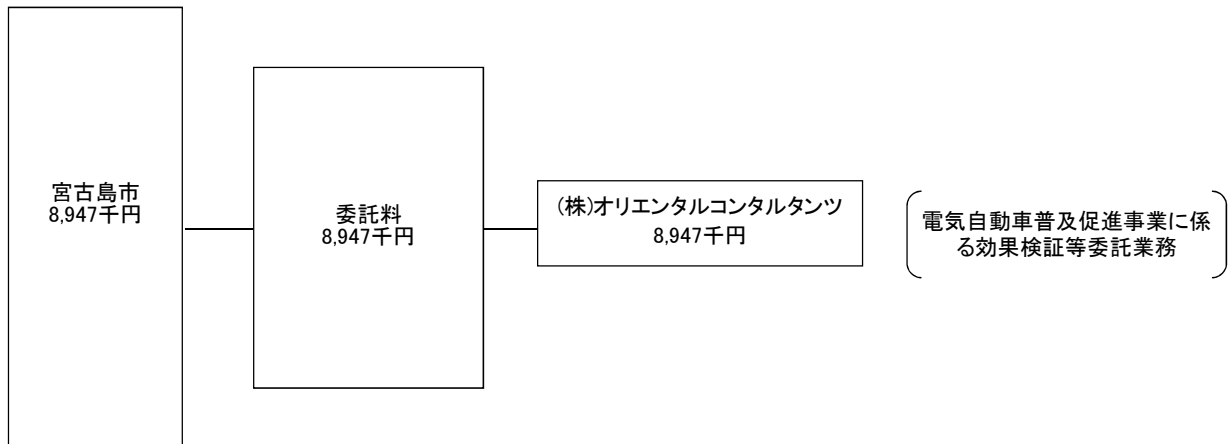 宮古島市
8,947千円
委託料
8,947千円
(株)オリエンタルコンタルタンツ
8,947千円
電気自動車普及促進事業に係
る効果検証等委託業務